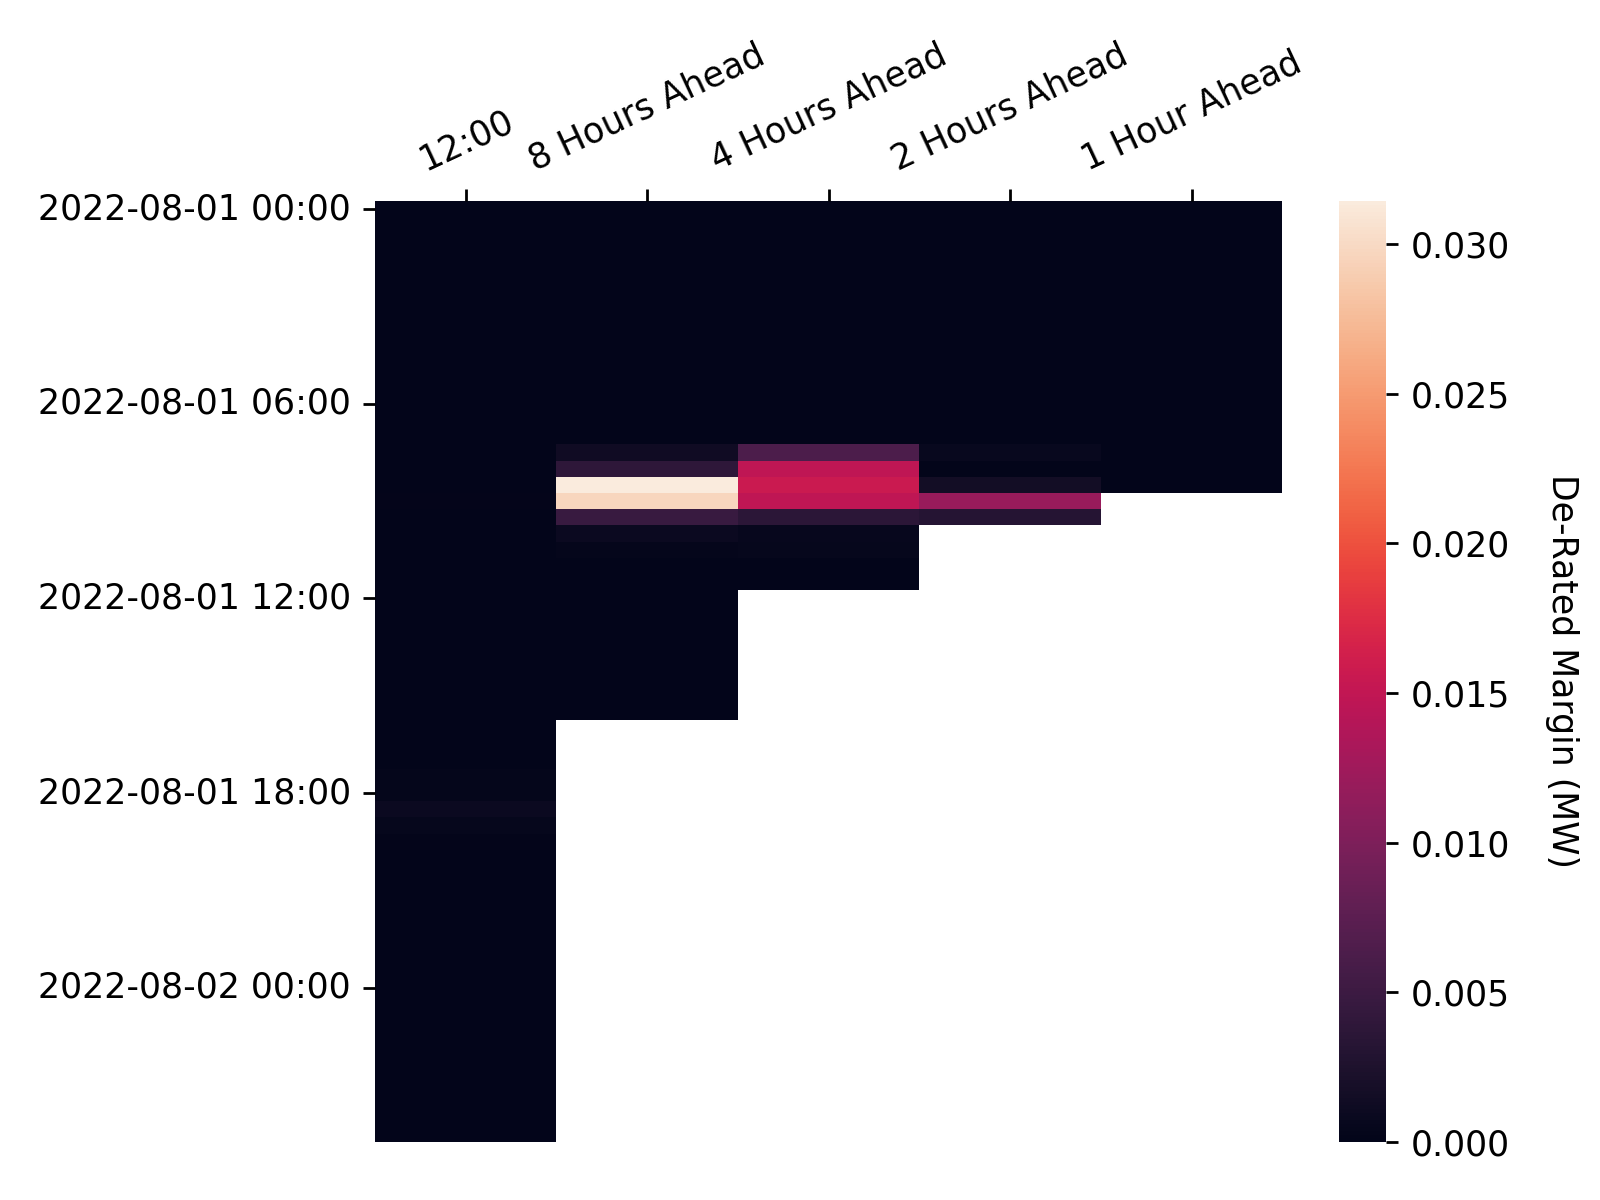 12:00
8 Hours Ahead
4 Hours Ahead
2 Hours Ahead
1 Hour Ahead
2022-08-01 00:00
2022-08-01 06:00
2022-08-01 12:00
2022-08-01 18:00
2022-08-02 00:00
0.030
0.025
0.020
0.015
0.010
0.005
0.000
De-Rated Margin (MW)